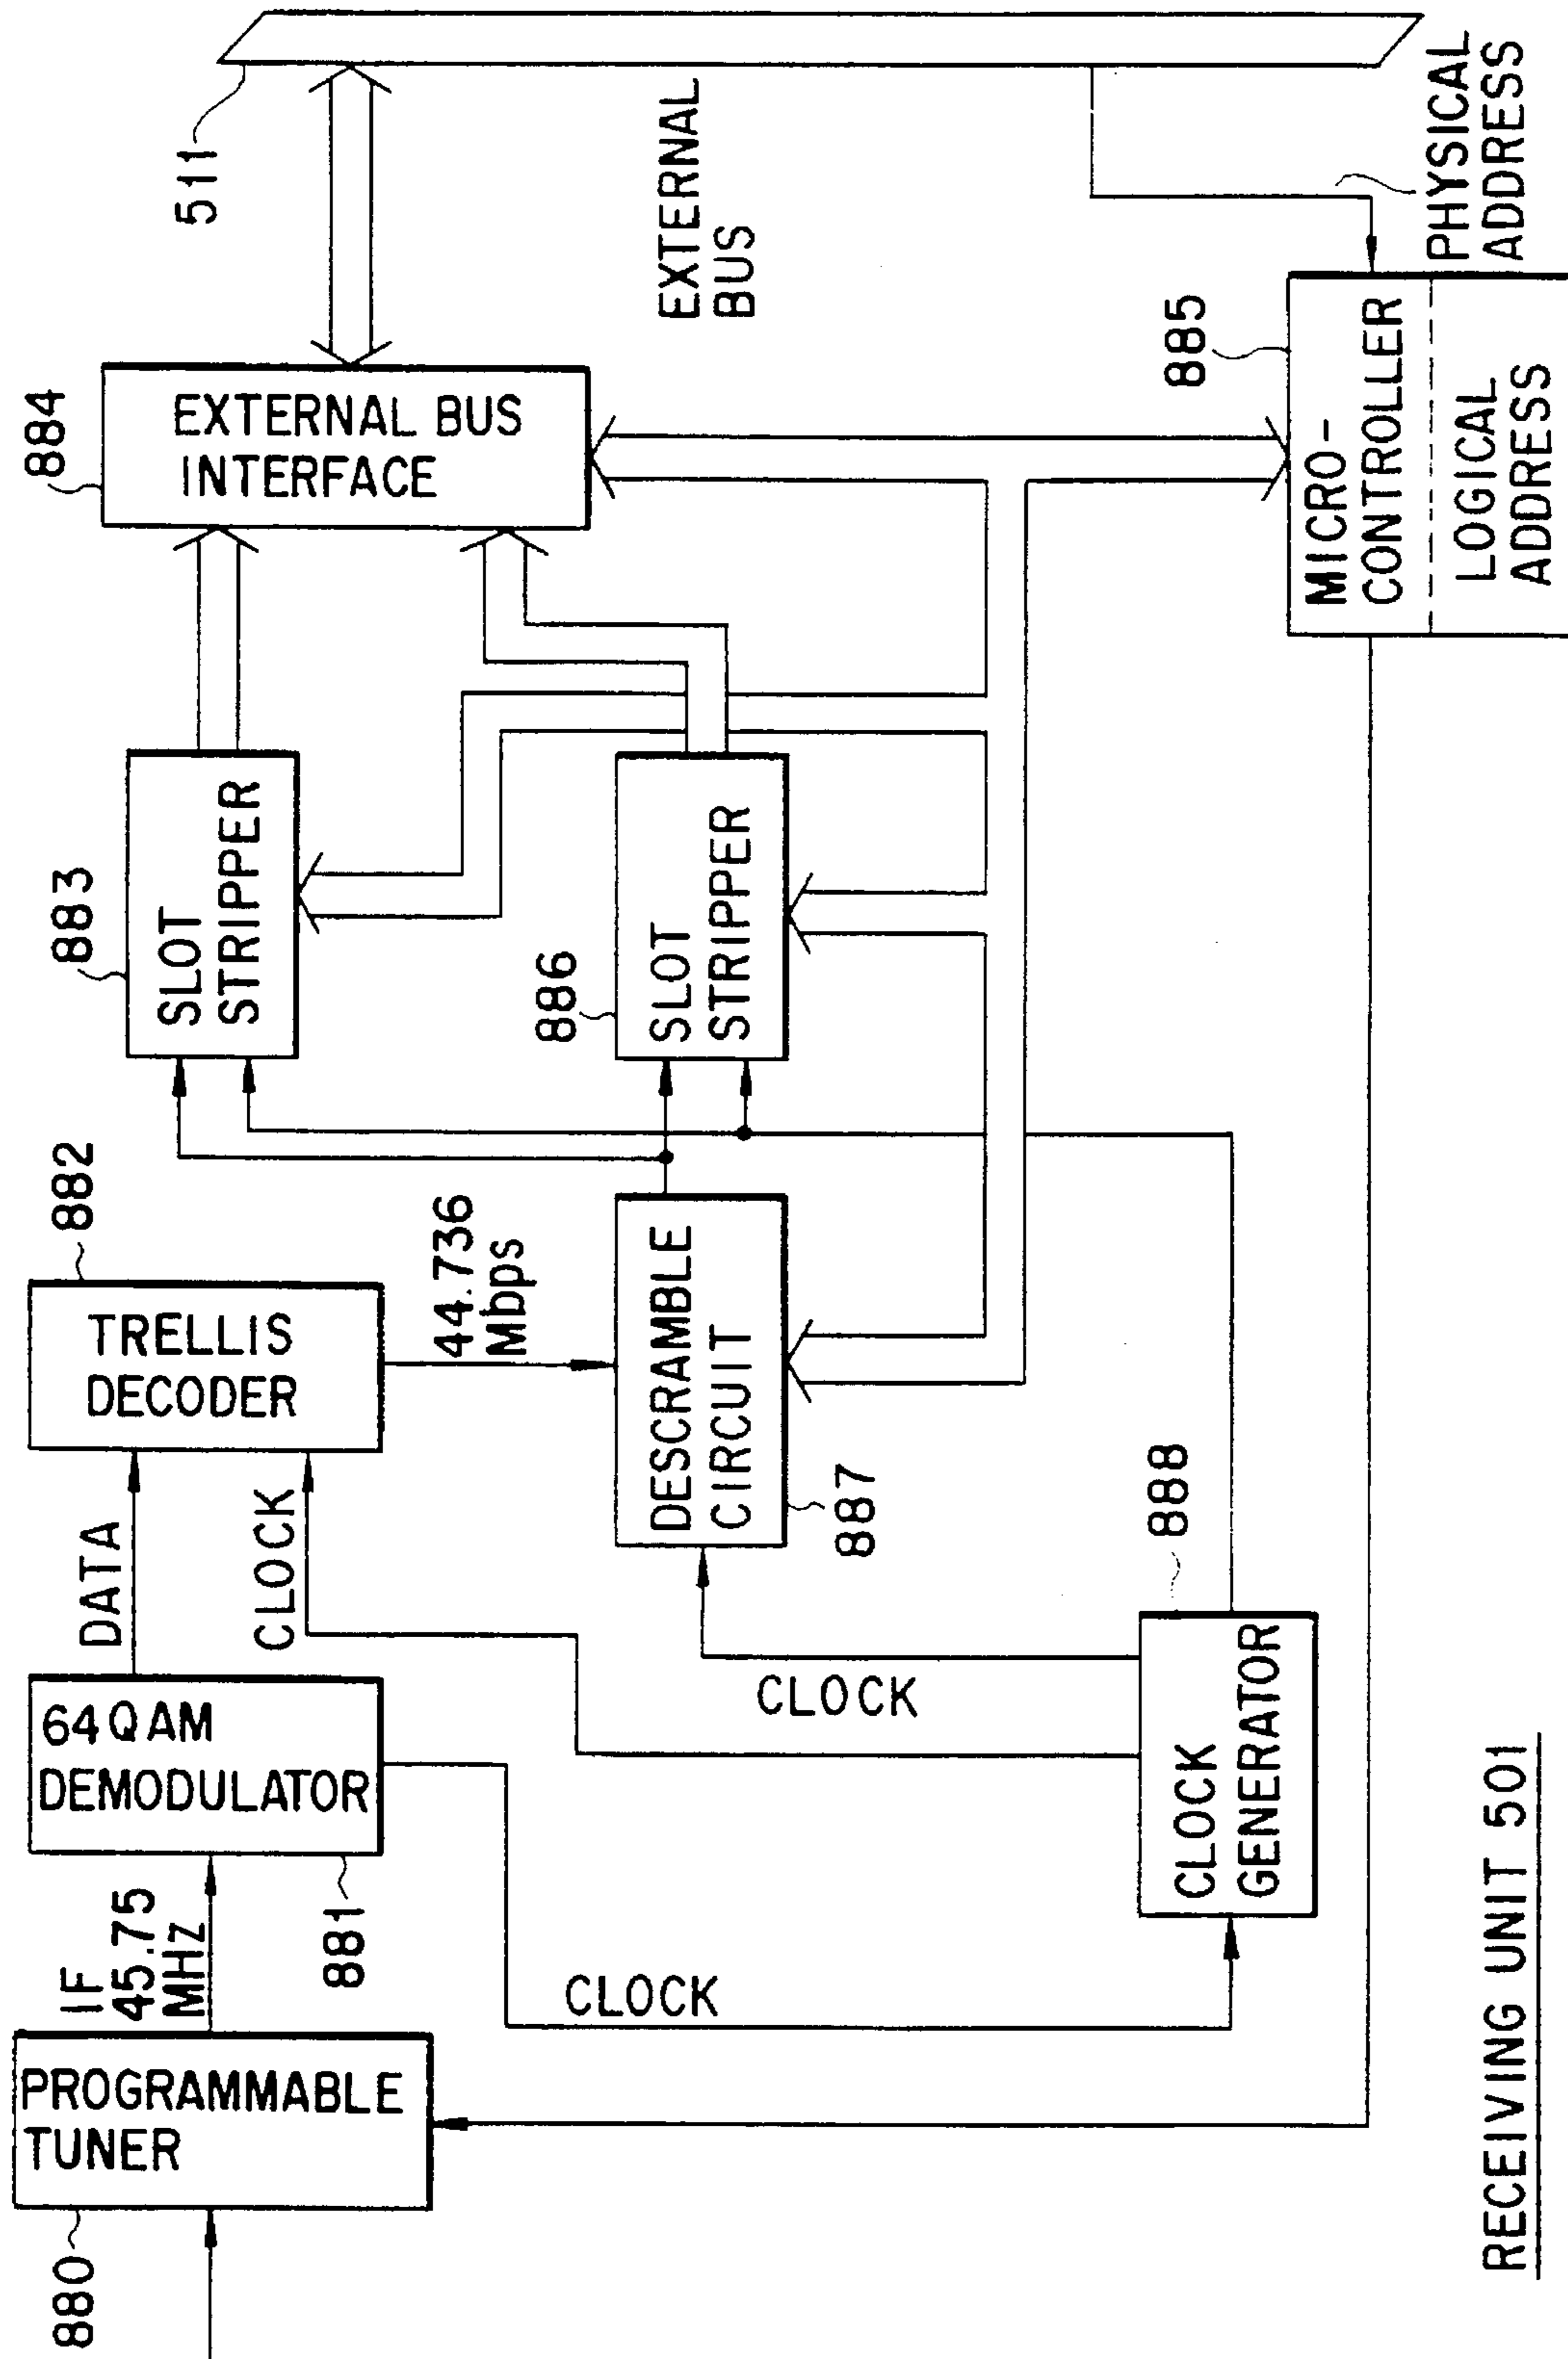 880
PROGRAMMABLE
TUNER
IF
45.75
MHz
64QAM
DEMODULATOR
881
DATA
CLOCK
TRELLIS
DECODER
882
44.736
Mbps
CLOCK
CLOCK
DESCRAMBLE
CIRCUIT
887
CLOCK
GENERATOR
888
SLOT
STRIPPER
883
SLOT
STRIPPER
886
EXTERNAL BUS
INTERFACE
884
511
EXTERNAL
BUS
MICRO-
CONTROLLER
LOGICAL
ADDRESS
885
PHYSICAL
ADDRESS
RECEIVING UNIT 501